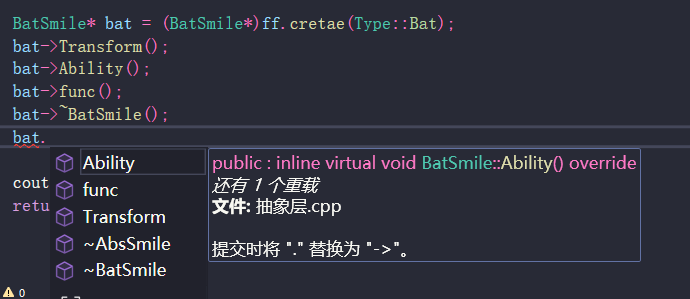 BatSmile* bat = (BatSmile*)ff.cretae(Type::Bat);
bat->Transform();
bat->Ability();
bat->func();
bat->~BatSmile();
bat.
Ability
func
Transform
~AbsSmile
~BatSmile
public : inline virtual void BatSmile::Ability() override
还有 1 个重载
文件: 抽象层.cpp
提交时将 "." 替换为 "->"。
cout
retu
0